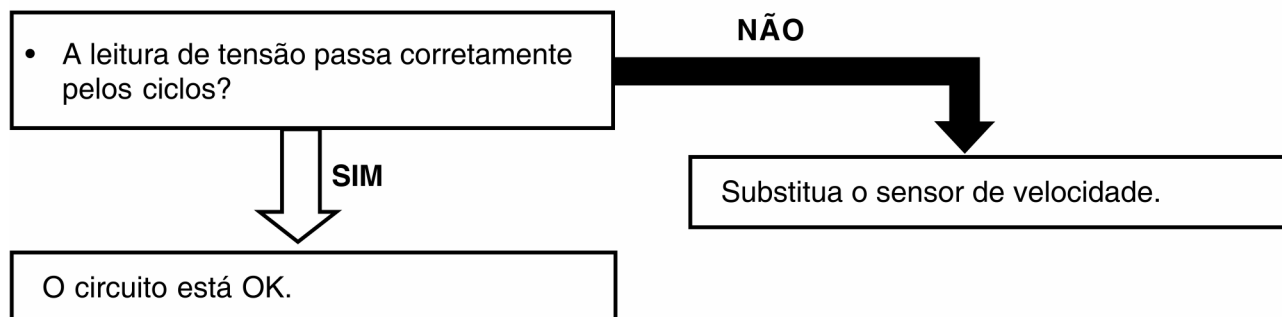 • A leitura de tensão passa corretamente
pelos ciclos?
NÃO
SIM
Substitua o sensor de velocidade.
O circuito está OK.